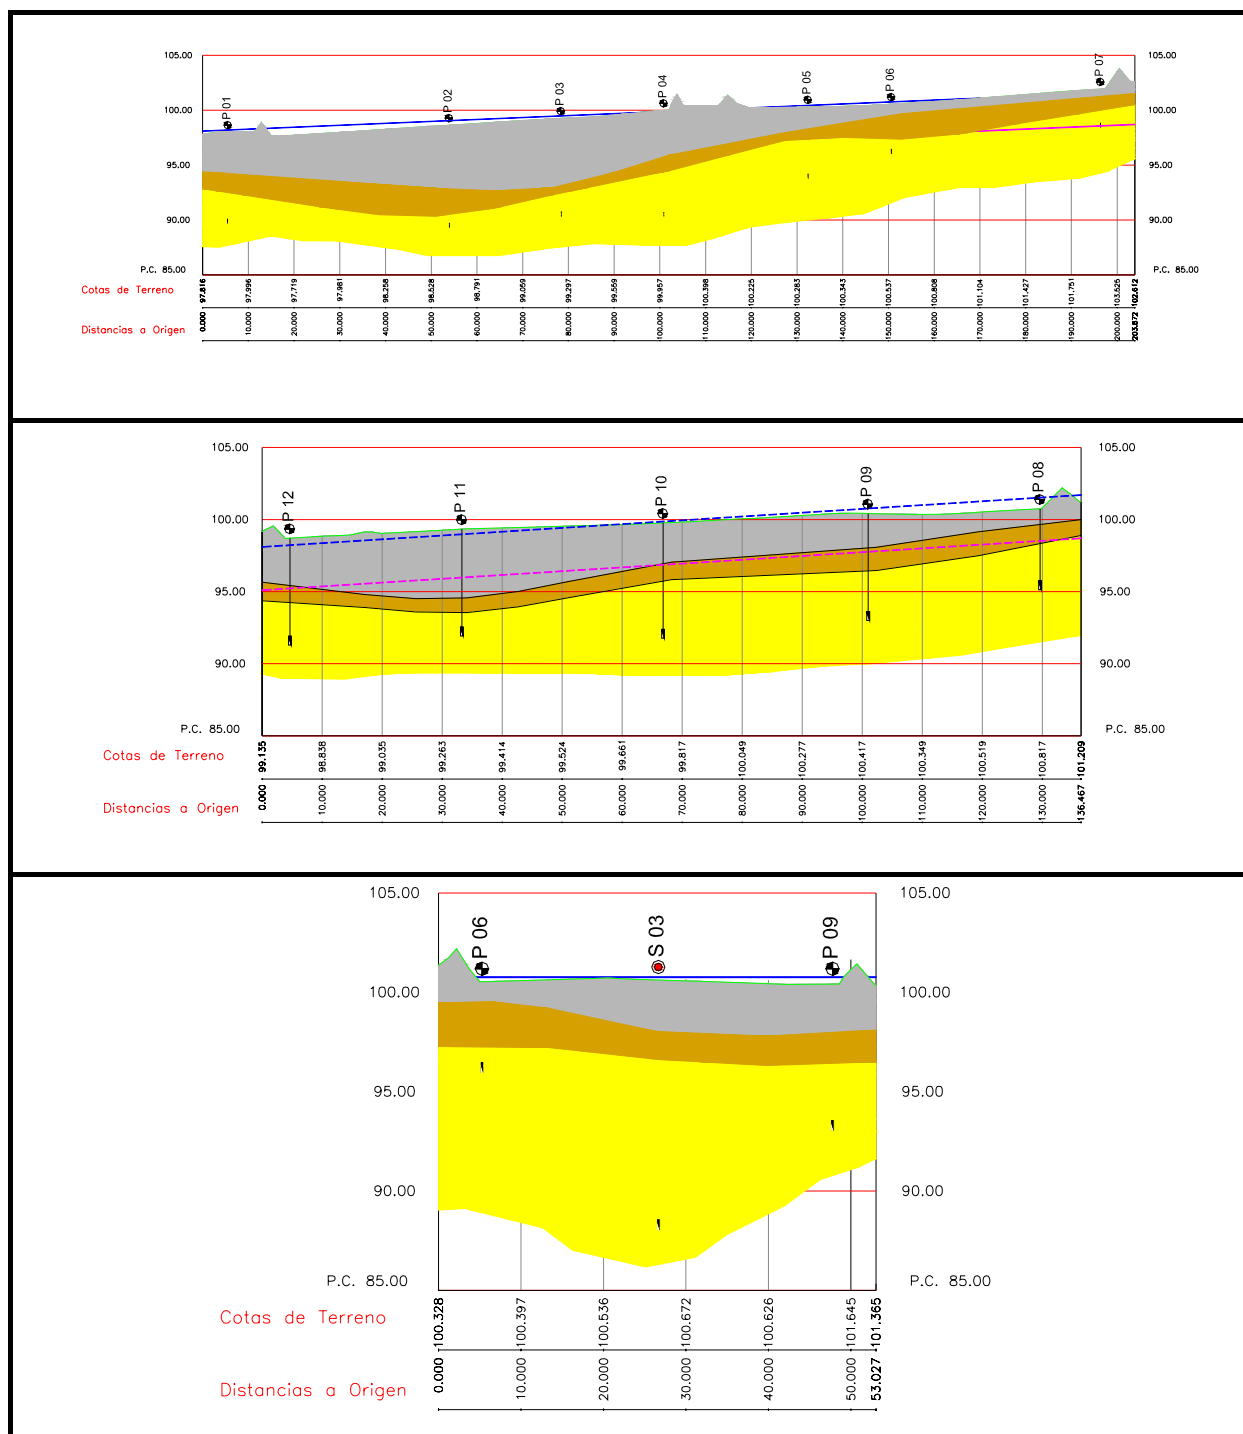 105.00 105.00
P 01 P 02 P 03 P 04 P 05 P 06 P 07
100.00 100.00
95.00 95.00
90.00 90.00
P.C. 85.00 P.C. 85.00
Cotas de Terreno 97.816 97.996 97.719 97.981 98.258 98.528 98.791 99.059 99.297 99.559 99.957 100.398 100.225 100.283 100.343 100.537 100.808 101.104 101.427 101.751 103.525 102.612
Distancias a Origen 0.000 10.000 20.000 30.000 40.000 50.000 60.000 70.000 80.000 90.000 100.000 110.000 120.000 130.000 140.000 150.000 160.000 170.000 180.000 190.000 200.000 203.872
105.00 105.00
P 12 P 11 P 10 P 09 P 08
100.00 100.00
95.00 95.00
90.00 90.00
P.C. 85.00 P.C. 85.00
Cotas de Terreno 99.135 98.838 99.035 99.263 99.414 99.524 99.661 99.817 100.049 100.277 100.417 100.349 100.519 100.817 101.209
Distancias a Origen 0.000 10.000 20.000 30.000 40.000 50.000 60.000 70.000 80.000 90.000 100.000 110.000 120.000 130.000 136.467
105.00 105.00
P 06 S 03 P 09
100.00 100.00
95.00 95.00
90.00 90.00
P.C. 85.00 P.C. 85.00
Cotas de Terreno 100.328 100.397 100.536 100.672 100.626 101.645 101.365
Distancias a Origen 0.000 10.000 20.000 30.000 40.000 50.000 53.027